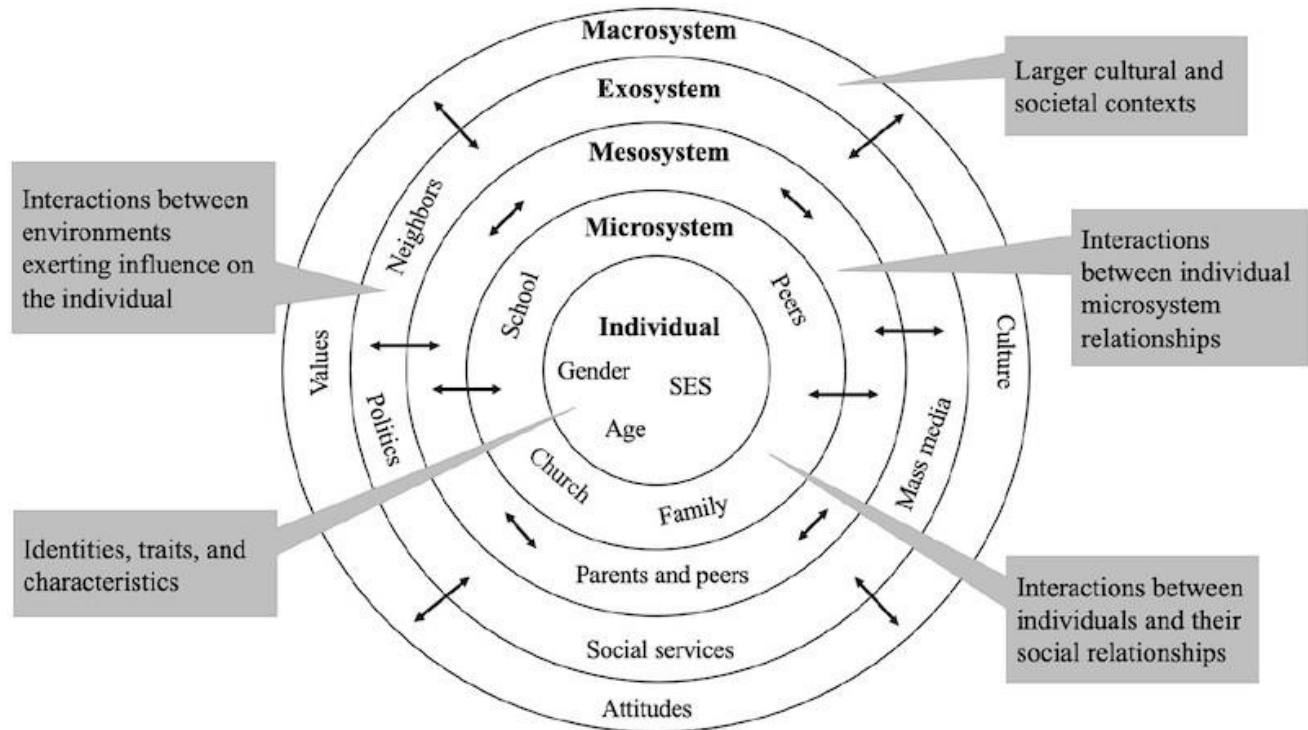 Macrosystem
Exosystem
Mesosystem
Microsystem
Individual
Gender
SES
Age
School
Peers
Church
Family
Parents and peers
Neighbors
Politics
Mass media
Social services
Values
Culture
Attitudes
Larger cultural and
societal contexts
Interactions between
environments
exerting influence on
the individual
Interactions
between individual
microsystem
relationships
Identities, traits, and
characteristics
Interactions between
individuals and their
social relationships